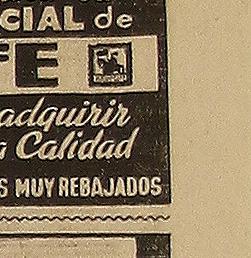 CIAL de
FE
adquirir
Calidad
MUY REBAJADOS